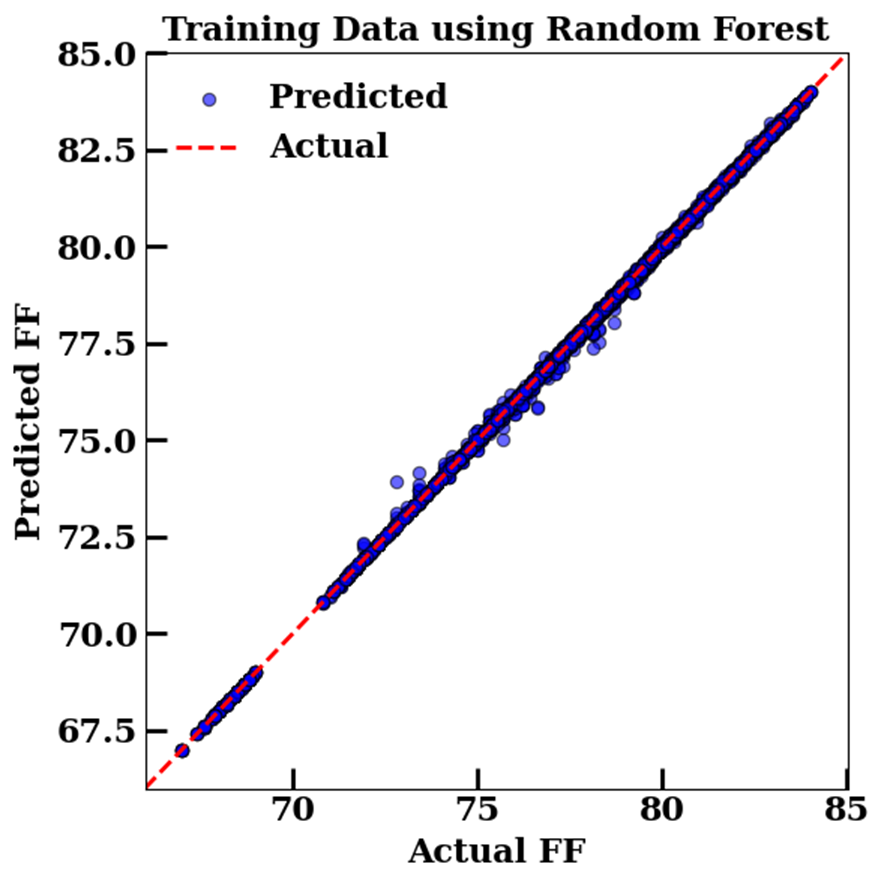 Training Data using Random Forest
Predicted
Actual
85.0
82.5
80.0
77.5
75.0
72.5
70.0
67.5
Predicted FF
70 75 80 85
Actual FF